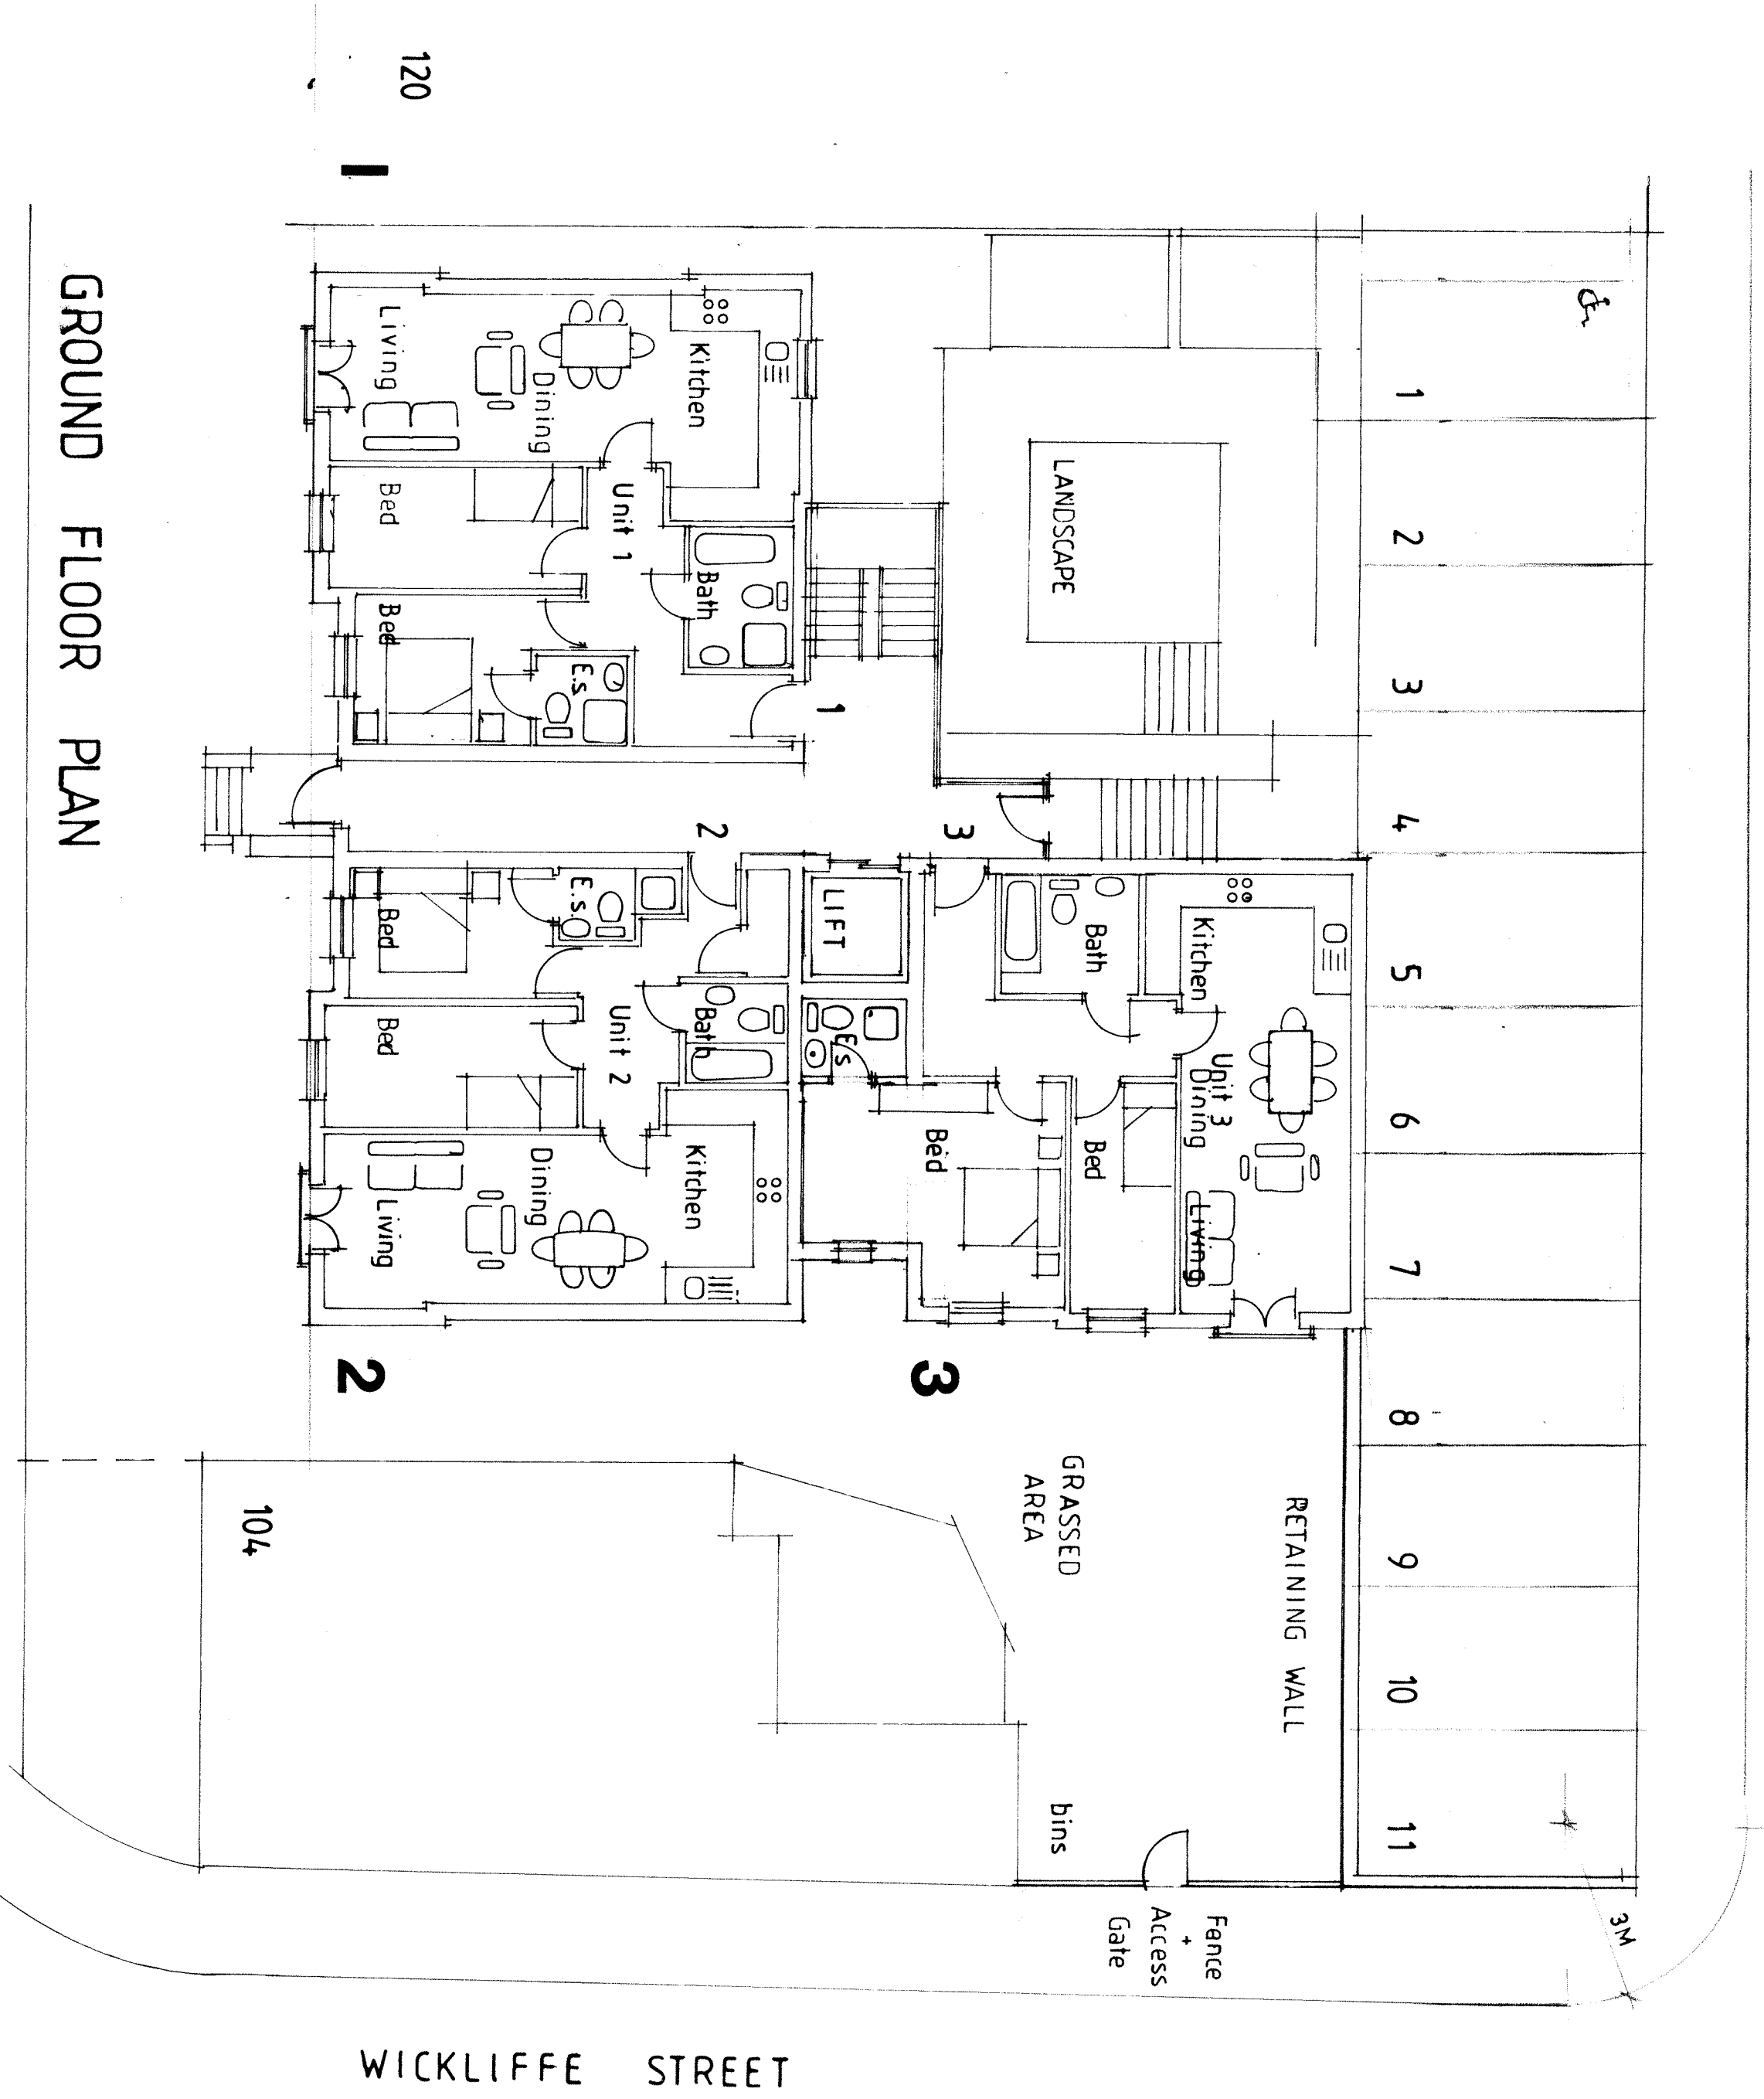 120
GROUND FLOOR PLAN
1
Living
Dining
Kitchen
Bed
Unit 1
Bath
Bed
E.s
1
LANDSCAPE
1
2
3
4
5
6
7
8
9
10
11
2
3
LIFT
E.s.
Bed
Bed
Unit 2
Bath
Kitchen
Dining
Living
E.s
Bath
Kitchen
Unit 3
Dining
Living
Bed
Bed
2
3
104
GRASSED
AREA
RETAINING WALL
bins
Fance
+
Access
Gate
3M
WICKLIFFE STREET